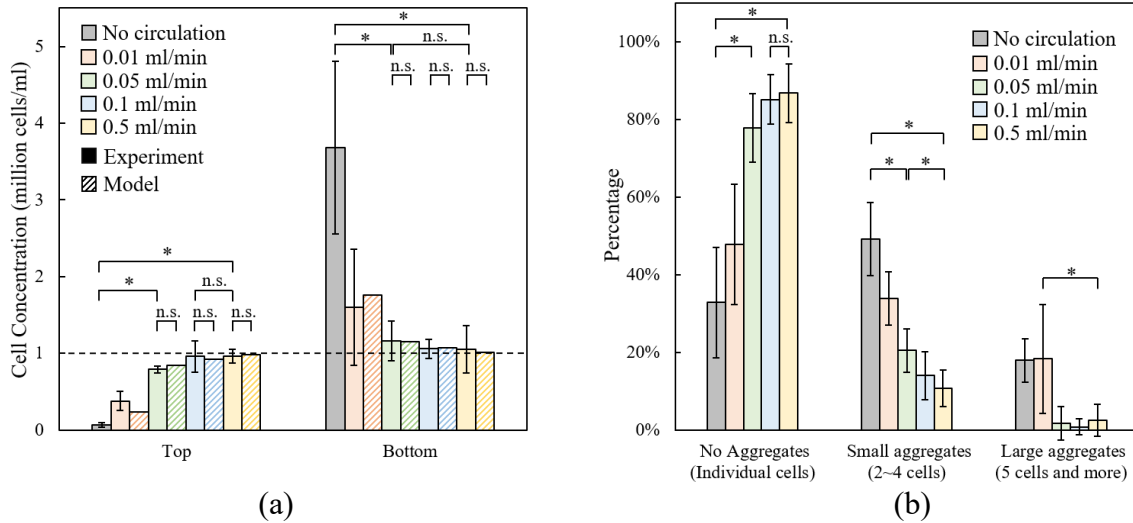 Cell Concentration (million cells/ml)
5
4
3
2
1
0
No circulation
0.01 ml/min
0.05 ml/min
0.1 ml/min
0.5 ml/min
Experiment
Model
*
*
n.s.
n.s.
n.s.
n.s.
*
*
n.s.
n.s.
n.s.
n.s.
Top
Bottom
(a)
Percentage
100%
80%
60%
40%
20%
0%
*
*
n.s.
No circulation
0.01 ml/min
0.05 ml/min
0.1 ml/min
0.5 ml/min
*
*
*
*
No Aggregates
(Individual cells)
Small aggregates
(2~4 cells)
Large aggregates
(5 cells and more)
(b)